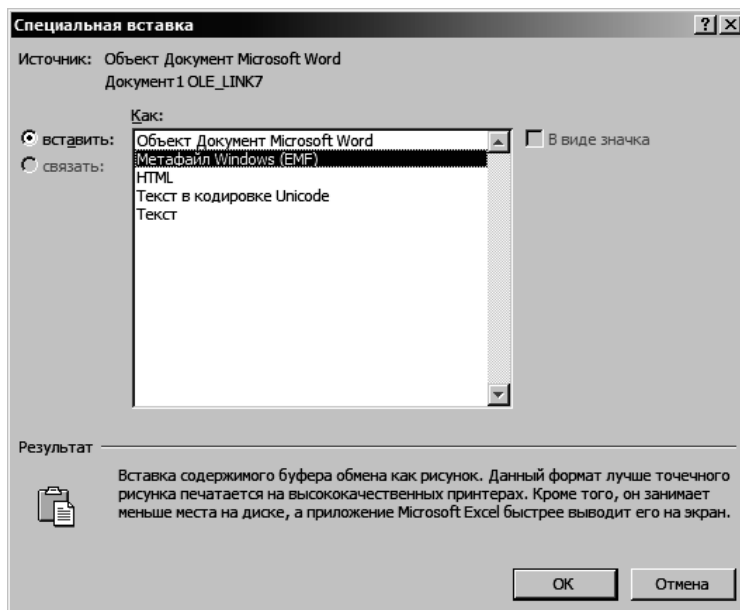 Специальная вставка
Источник: Объект Документ Microsoft Word
Документ1 OLE_LINK7
Как:
вставить:
связать:
Объект Документ Microsoft Word
Метафайл Windows (EMF)
HTML
Текст в кодировке Unicode
Текст
В виде значка
Результат
Вставка содержимого буфера обмена как рисунок. Данный формат лучше точечного
рисунка печатается на высококачественных принтерах. Кроме того, он занимает
меньше места на диске, а приложение Microsoft Excel быстрее выводит его на экран.
ОК
Отмена